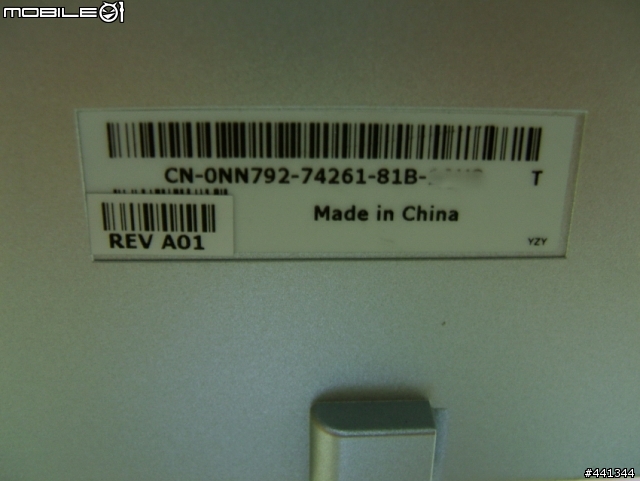 MOBILE01
CN-0NN792-74261-81B-
T
Made in China
REV A01
YZY
#441344